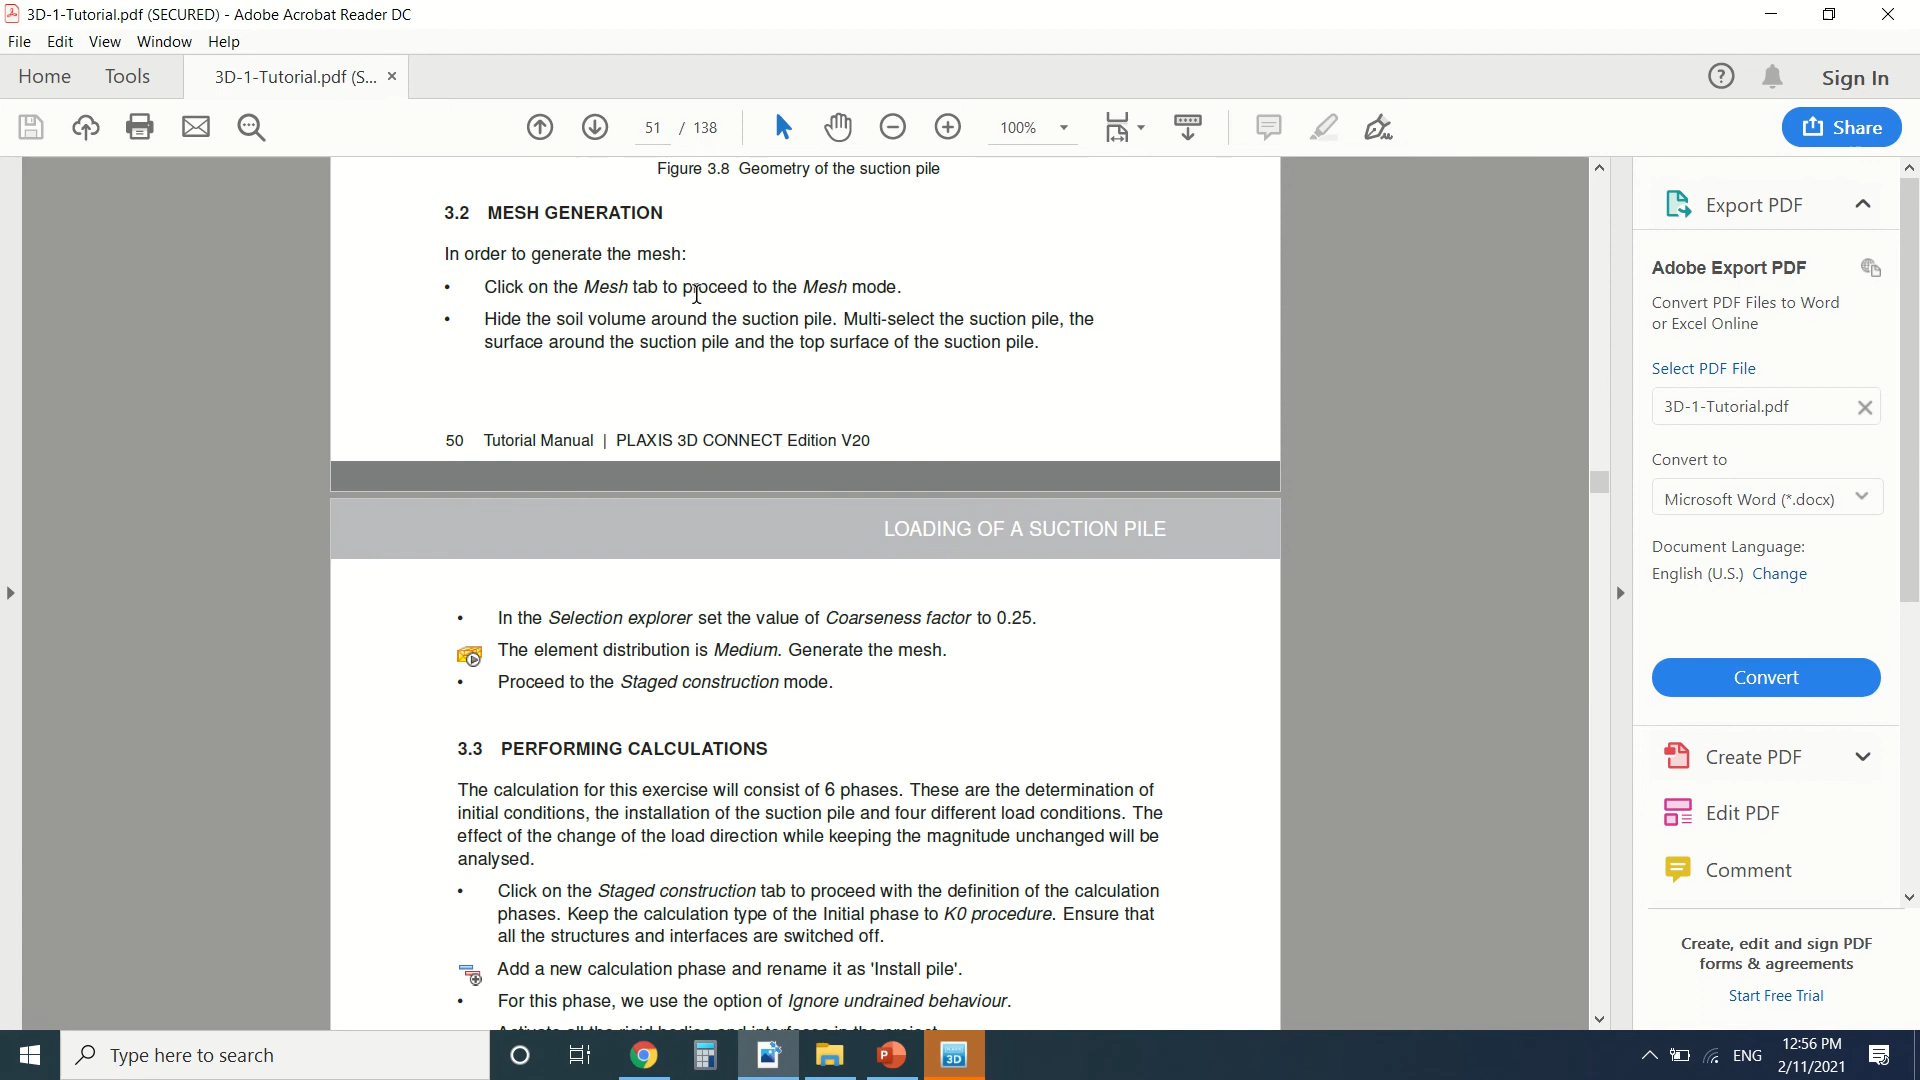 3D-1-Tutorial.pdf (SECURED) - Adobe Acrobat Reader DC
File Edit View Window Help
Home Tools 3D-1-Tutorial.pdf (S... ×
Sign In
51 / 138
100%
Share
Figure 3.8 Geometry of the suction pile
3.2 MESH GENERATION
In order to generate the mesh:
• Click on the Mesh tab to proceed to the Mesh mode.
• Hide the soil volume around the suction pile. Multi-select the suction pile, the
surface around the suction pile and the top surface of the suction pile.
50 Tutorial Manual | PLAXIS 3D CONNECT Edition V20
LOADING OF A SUCTION PILE
• In the Selection explorer set the value of Coarseness factor to 0.25.
The element distribution is Medium. Generate the mesh.
• Proceed to the Staged construction mode.
3.3 PERFORMING CALCULATIONS
The calculation for this exercise will consist of 6 phases. These are the determination of
initial conditions, the installation of the suction pile and four different load conditions. The
effect of the change of the load direction while keeping the magnitude unchanged will be
analysed.
• Click on the Staged construction tab to proceed with the definition of the calculation
phases. Keep the calculation type of the Initial phase to K0 procedure. Ensure that
all the structures and interfaces are switched off.
Add a new calculation phase and rename it as 'Install pile'.
• For this phase, we use the option of Ignore undrained behaviour.
Activate all the rigid bodies and interfaces in the project
Export PDF
Adobe Export PDF
Convert PDF Files to Word
or Excel Online
Select PDF File
3D-1-Tutorial.pdf
Convert to
Microsoft Word (*.docx)
Document Language:
English (U.S.) Change
Convert
Create PDF
Edit PDF
Comment
Create, edit and sign PDF
forms & agreements
Start Free Trial
Type here to search
P
3D
ENG
12:56 PM
2/11/2021